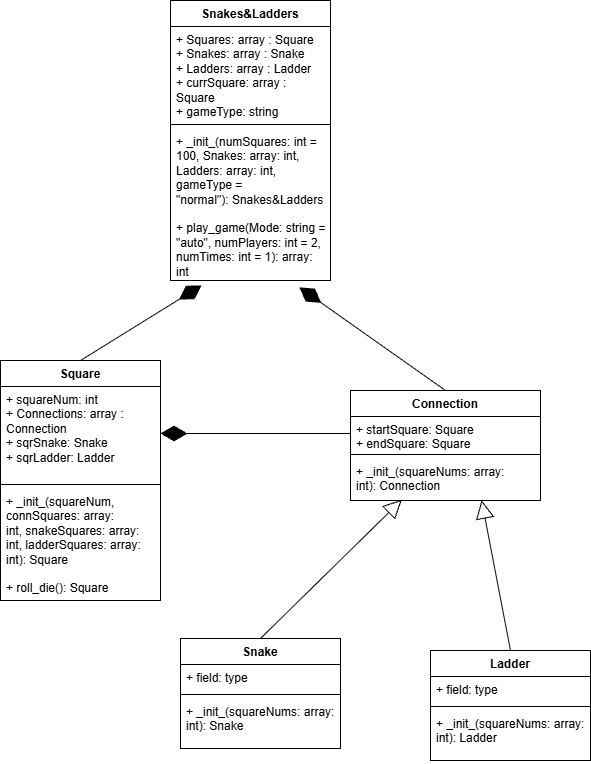 Snakes&Ladders
+ Squares: array : Square
+ Snakes: array : Snake
+ Ladders: array : Ladder
+ currSquare: array :
Square
+ gameType: string
+ _init_(numSquares: int =
100, Snakes: array: int,
Ladders: array: int,
gameType =
"normal"): Snakes&Ladders
+ play_game(Mode: string =
"auto", numPlayers: int = 2,
numTimes: int = 1): array:
int
Square
+ squareNum: int
+ Connections: array :
Connection
+ sqrSnake: Snake
+ sqrLadder: Ladder
+ _init_(squareNum,
connSquares: array:
int, snakeSquares: array:
int, ladderSquares: array:
int): Square
+ roll_die(): Square
Connection
+ startSquare: Square
+ endSquare: Square
+ _init_(squareNums: array:
int): Connection
Snake
+ field: type
+ _init_(squareNums: array:
int): Snake
Ladder
+ field: type
+ _init_(squareNums: array:
int): Ladder